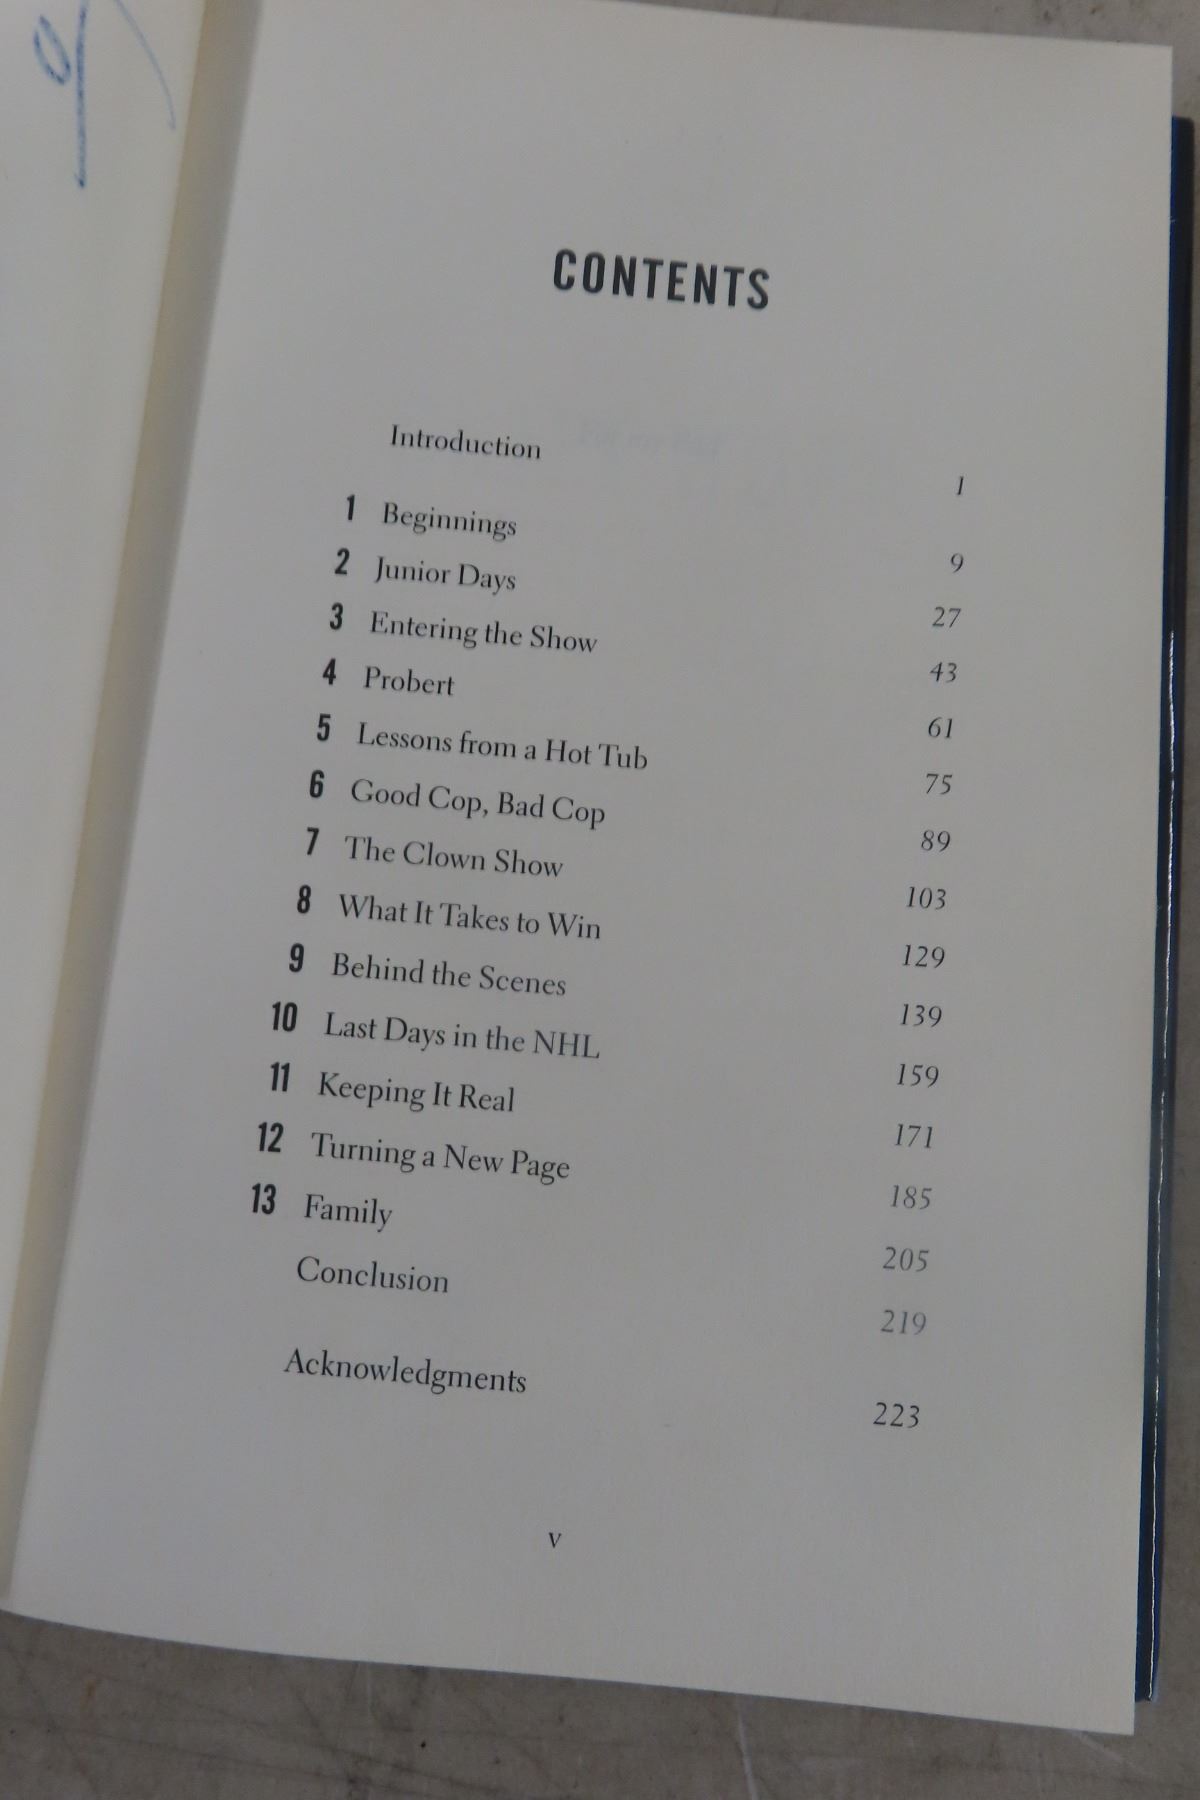 CONTENTS
Introduction 1
1 Beginnings 9
2 Junior Days 27
3 Entering the Show 43
4 Probert 61
5 Lessons from a Hot Tub 75
6 Good Cop, Bad Cop 89
7 The Clown Show 103
8 What It Takes to Win 129
9 Behind the Scenes 139
10 Last Days in the NHL 159
11 Keeping It Real 171
12 Turning a New Page 185
13 Family 205
Conclusion 219
Acknowledgments 223
v